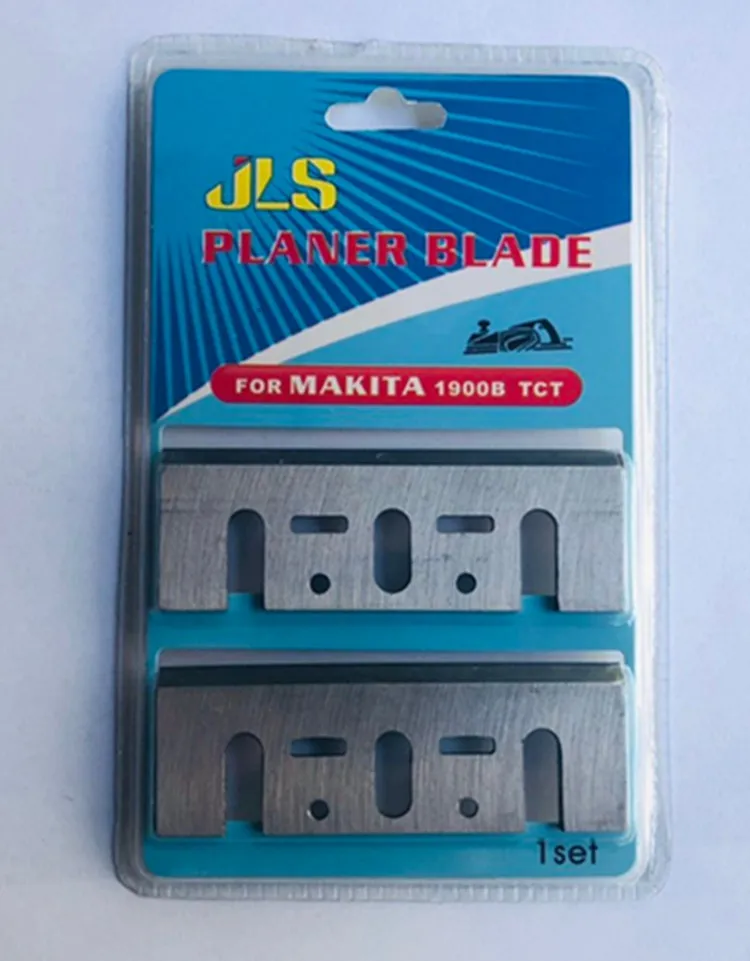 JLS
PLANER BLADE
FOR MAKITA 1900B TCT
1set